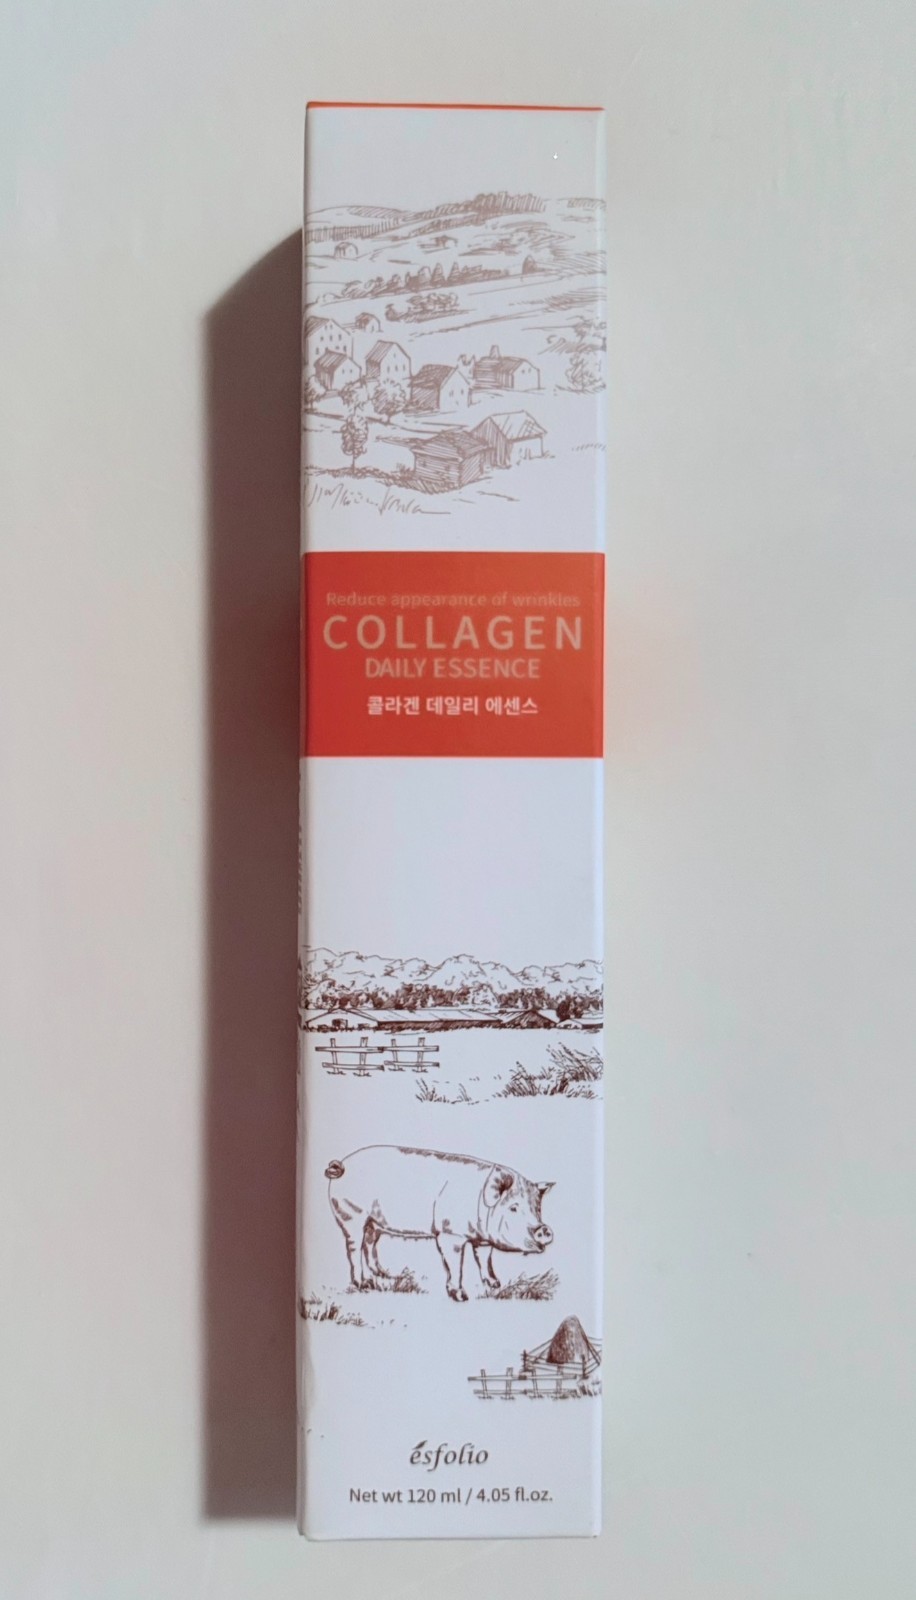 Reduce appearance of wrinkles
COLLAGEN
DAILY ESSENCE
콜라겐 데일리 에센스
ésfolio
Net wt 120 ml / 4.05 fl.oz.